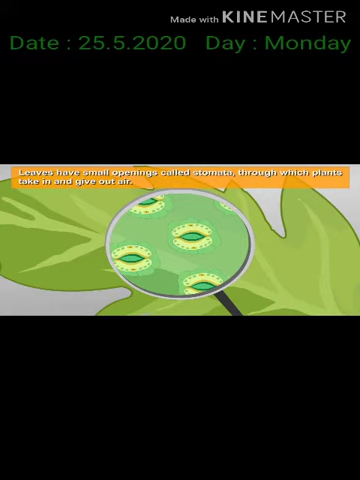 Made with KINEMASTER
Date : 25.5.2020 Day : Monday
Leaves have small openings called stomata, through which plants
take in and give out air.